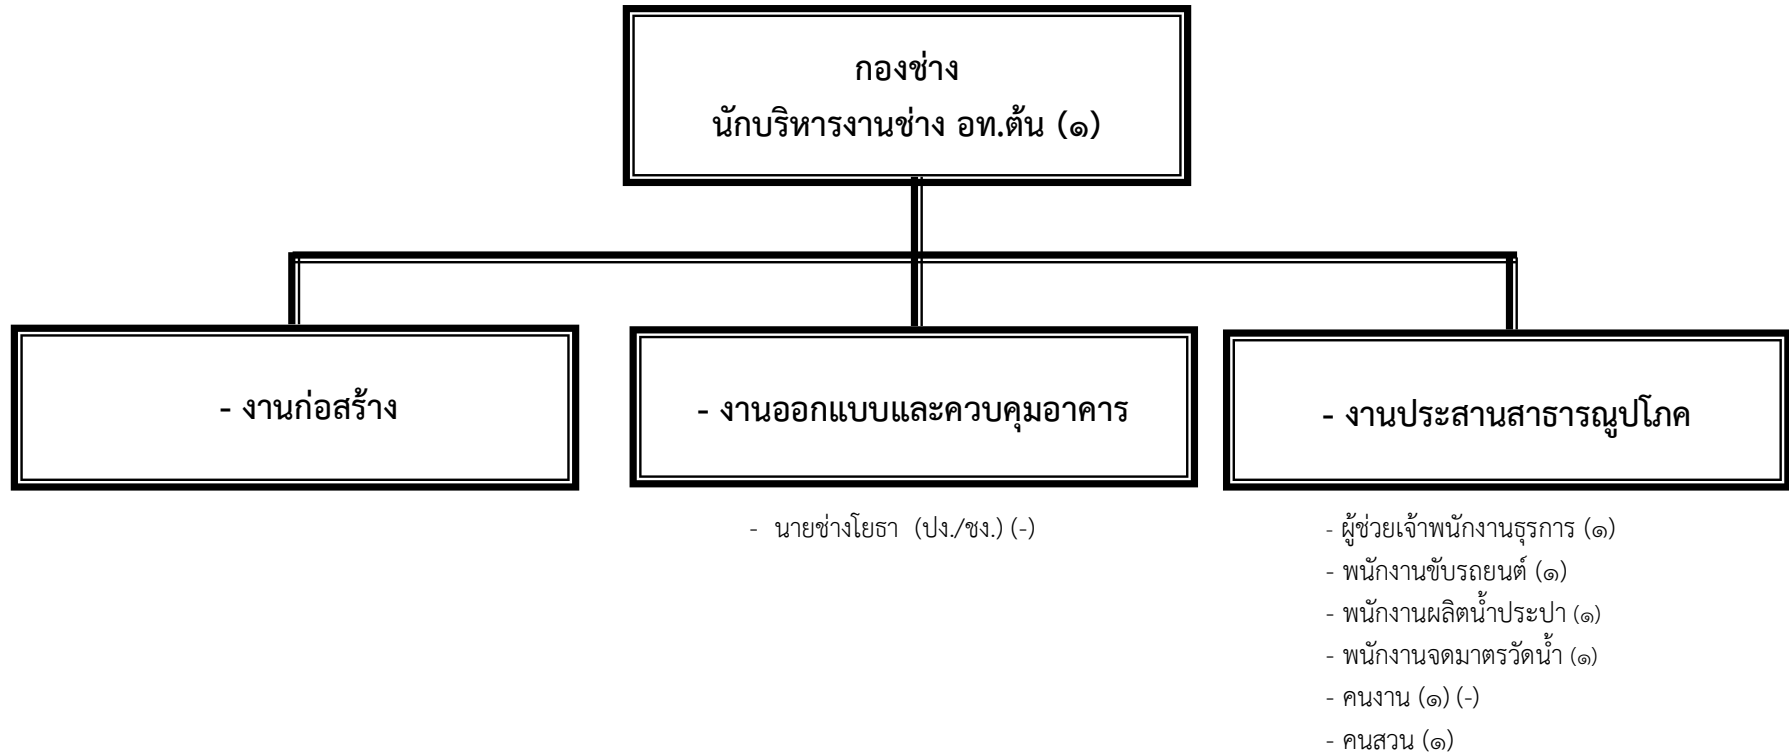 กองช่าง
นักบริหารงานช่าง อท.ต้น (๑)
- งานก่อสร้าง
- งานออกแบบและควบคุมอาคาร
- งานประสานสาธารณูปโภค
- นายช่างโยธา (ปง./ชง.) (-)
- ผู้ช่วยเจ้าพนักงานธุรการ (๑)
- พนักงานขับรถยนต์ (๑)
- พนักงานผลิตน้ำประปา (๑)
- พนักงานจดมาตรวัดน้ำ (๑)
- คนงาน (๑) (-)
- คนสวน (๑)